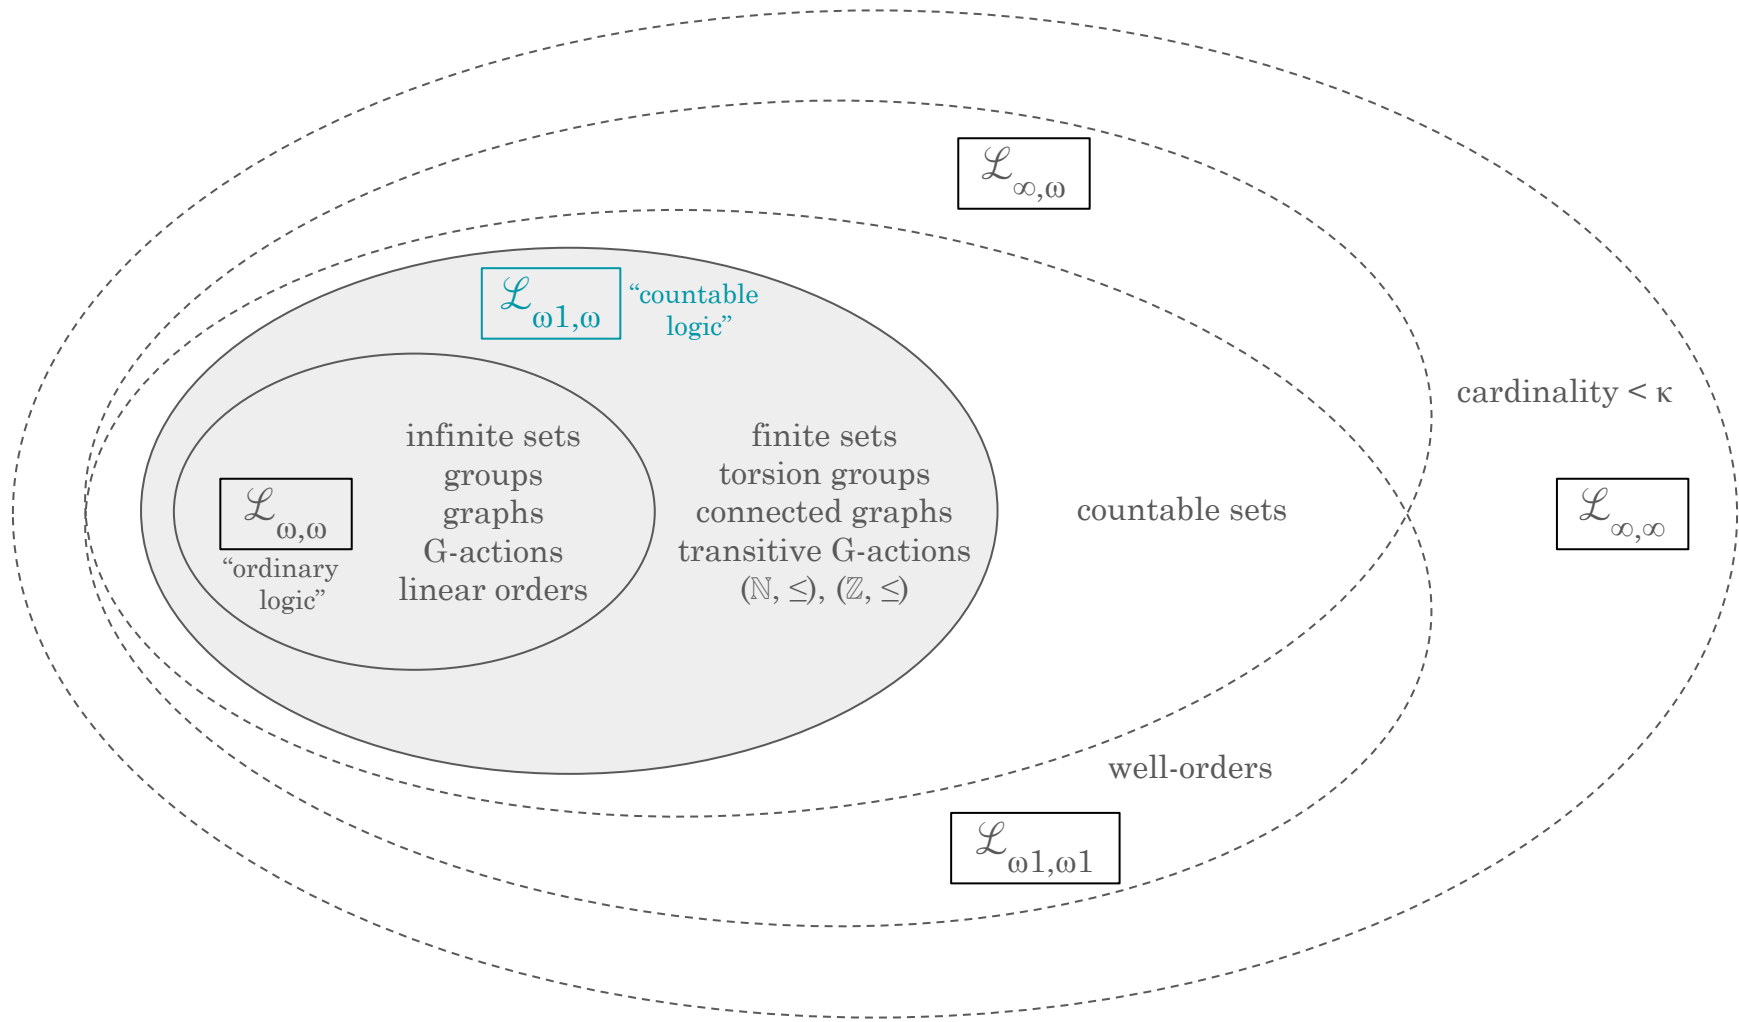 ℒ∞,ω
ℒω1,ω
“countable
logic”
cardinality < κ
infinite sets
groups
graphs
G-actions
linear orders
finite sets
torsion groups
connected graphs
transitive G-actions
(ℕ, ≤), (ℤ, ≤)
ℒω,ω
“ordinary
logic”
countable sets
ℒ∞,∞
well-orders
ℒω1,ω1